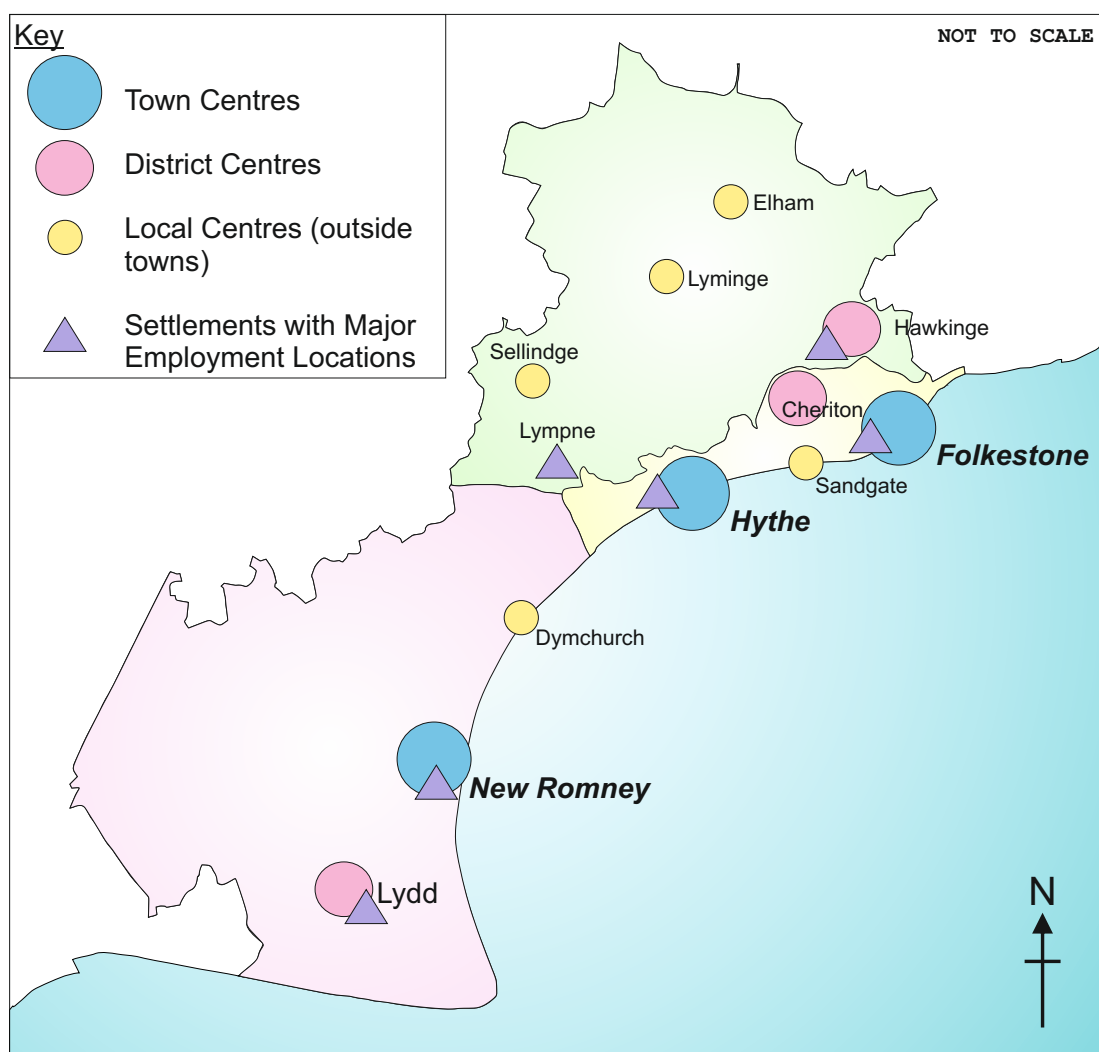 Key
NOT TO SCALE
Town Centres
District Centres
Local Centres (outside
towns)
Settlements with Major
Employment Locations
Elham
Lyminge
Hawkinge
Sellindge
Cheriton
Lympne
Folkestone
Sandgate
Hythe
Dymchurch
New Romney
Lydd
N